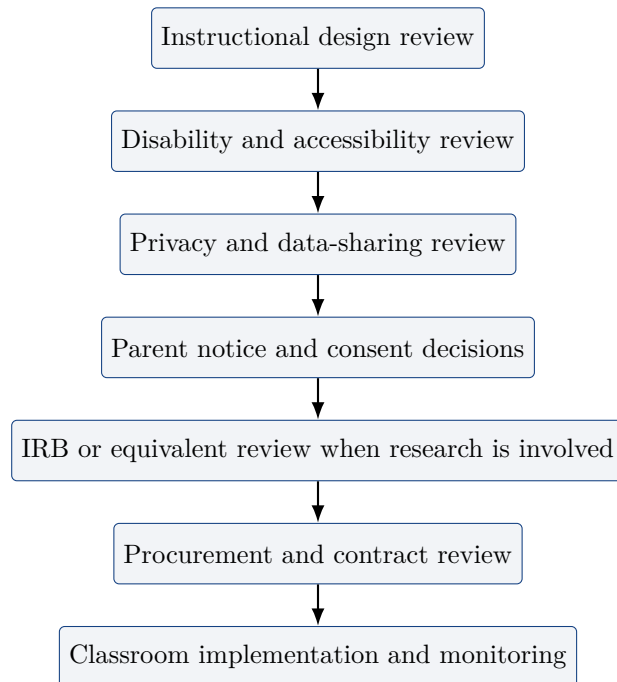 Instructional design review
Disability and accessibility review
Privacy and data-sharing review
Parent notice and consent decisions
IRB or equivalent review when research is involved
Procurement and contract review
Classroom implementation and monitoring